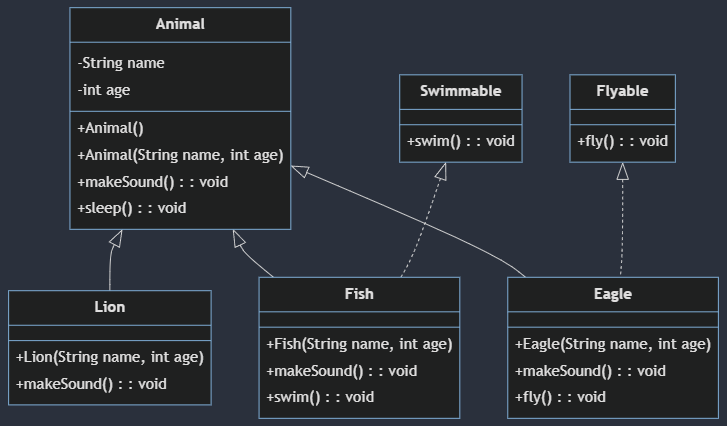 Animal
-String name
-int age
+Animal()
+Animal(String name, int age)
+makeSound() : : void
+sleep() : : void
Swimmable
+swim() : : void
Flyable
+fly() : : void
Lion
+Lion(String name, int age)
+makeSound() : : void
Fish
+Fish(String name, int age)
+makeSound() : : void
+swim() : : void
Eagle
+Eagle(String name, int age)
+makeSound() : : void
+fly() : : void